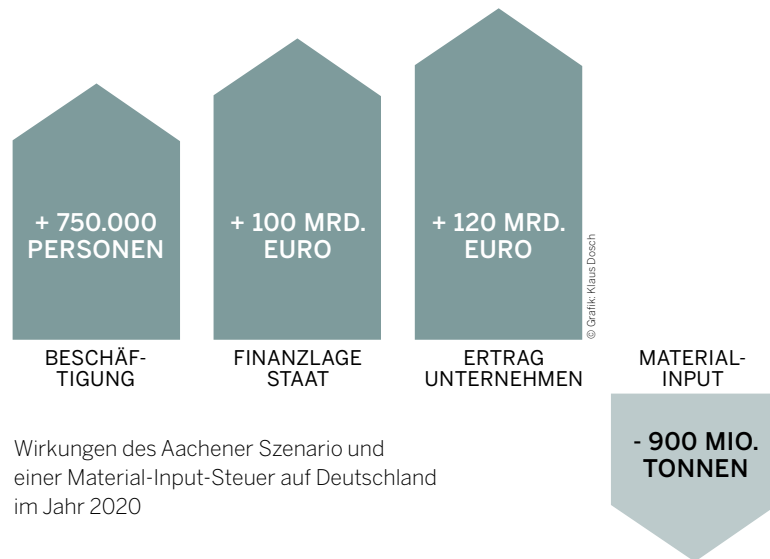 + 750.000
PERSONEN
+ 100 MRD.
EURO
+ 120 MRD.
EURO
© Grafik: Klaus Dosch
BESCHÄF-
TIGUNG
FINANZLAGE
STAAT
ERTRAG
UNTERNEHMEN
MATERIAL-
INPUT
- 900 MIO.
TONNEN
Wirkungen des Aachener Szenario und
einer Material-Input-Steuer auf Deutschland
im Jahr 2020